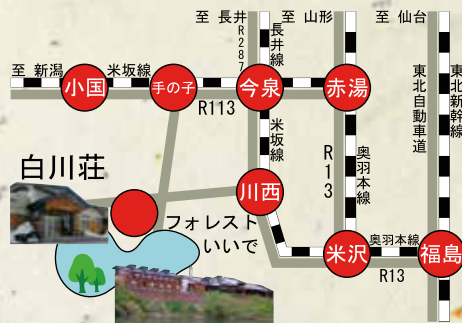 至 長井
至 山形
至 仙台
R287
長井線
至 新潟
米坂線
小国
手の子
今泉
赤湯
R113
東北自動車道
東北新幹線
米坂線
R13
奥羽本線
白川荘
川西
フォレスト
いいで
米沢
奥羽本線
福島
R13